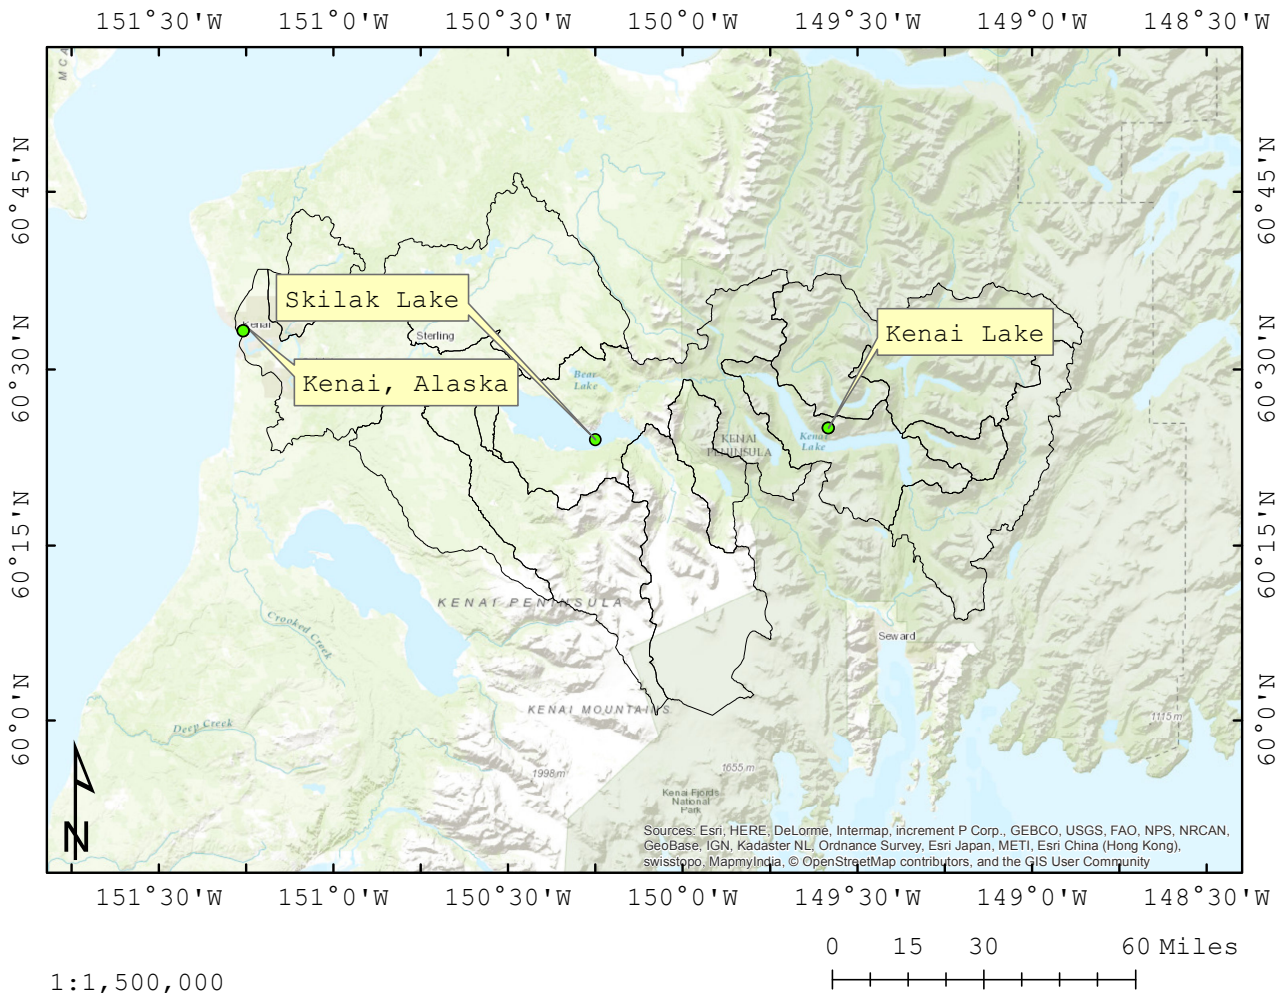 151°30'W 151°0'W 150°30'W 150°0'W 149°30'W 149°0'W 148°30'W
60°45'N
60°30'N
60°15'N
60°0'N
60°45'N
60°30'N
60°15'N
60°0'N
Skilak Lake
Kenai Lake
Sterling
Kenai, Alaska
Bear
Lake
KENAI
PENINSULA
Kenai
Lake
KENAI PENINSULA
Crooked Creek
Seward
KENAI MOUNTAINS
Deep Creek
1115 m
1998 m
1655 m
Kenai Fjords
National
Park
N
Sources: Esri, HERE, DeLorme, Intermap, increment P Corp., GEBCO, USGS, FAO, NPS, NRCAN,
GeoBase, IGN, Kadaster NL, Ordnance Survey, Esri Japan, METI, Esri China (Hong Kong),
swisstopo, MapmyIndia, © OpenStreetMap contributors, and the GIS User Community
151°30'W 151°0'W 150°30'W 150°0'W 149°30'W 149°0'W 148°30'W
0 15 30 60 Miles
1:1,500,000